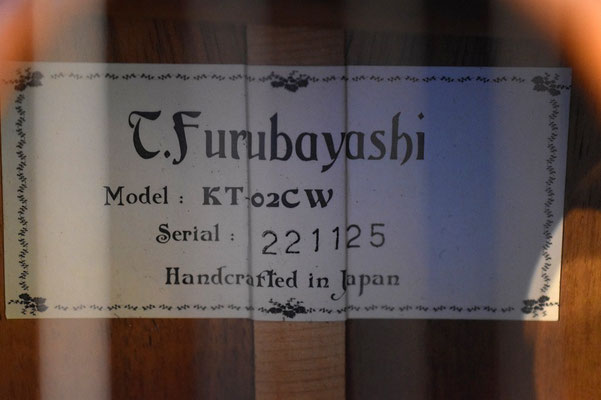 T.Furubayashi
Model : KT-02CW
Serial : 221125
Handcrafted in Japan